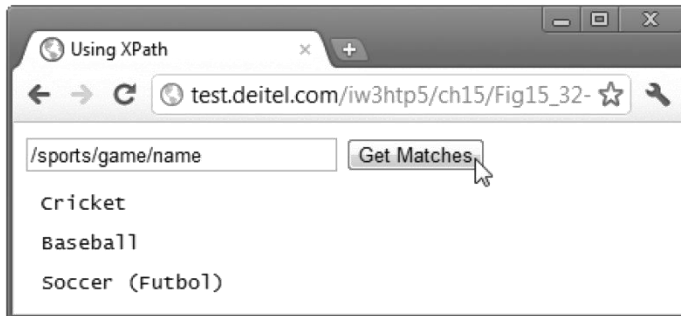 Using XPath
test.deitel.com/iw3htp5/ch15/Fig15_32-
/sports/game/name Get Matches
Cricket
Baseball
Soccer (Futbol)